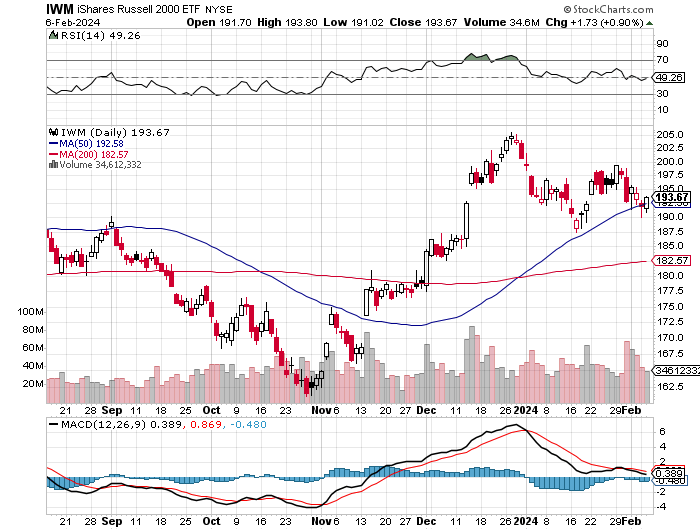 IWM iShares Russell 2000 ETF NYSE © StockCharts.com
6-Feb-2024 Open 191.70 High 193.80 Low 191.02 Close 193.67 Volume 34.6M Chg +1.73 (+0.90%)
RSI(14) 49.26
90
70
49.26
30
10
IWM (Daily) 193.67
MA(50) 192.58
MA(200) 182.57
Volume 34,612,332
205.0
202.5
200.0
197.5
195.0
193.67
190.0
187.5
185.0
182.57
180.0
177.5
175.0
172.5
170.0
167.5
165.0
162.5
100M
80M
60M
40M
20M
34612332
21 28 Sep 11 18 25 Oct 9 16 23 Nov 6 13 20 27 Dec 11 18 26 2024 8 16 22 29 Feb
MACD(12,26,9) 0.389, 0.869, -0.480
6
4
2
0.389
-0.480
-2
-4
21 28 Sep 11 18 25 Oct 9 16 23 Nov 6 13 20 27 Dec 11 18 26 2024 8 16 22 29 Feb